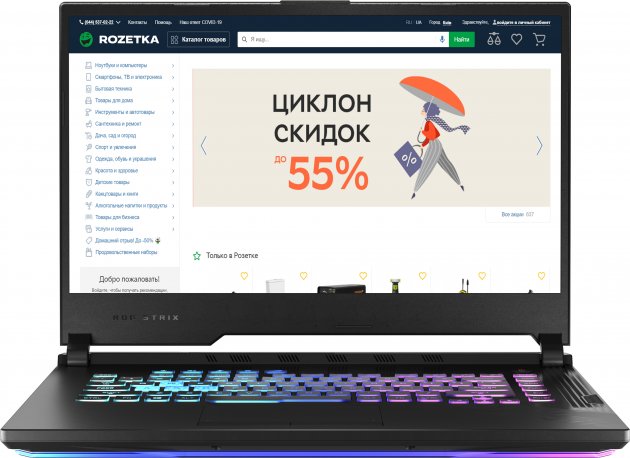 (044) 537-02-22 Контакты Помощь Наш ответ COVID-19 RU UA Город Киев Здравствуйте, войдите в личный кабинет
ROZETKA Каталог товаров Я ищу... Найти
Ноутбуки и компьютеры
Смартфоны, ТВ и электроника
Бытовая техника
Товары для дома
Инструменты и автотовары
Сантехника и ремонт
Дача, сад и огород
Спорт и увлечения
Одежда, обувь и украшения
Красота и здоровье
Детские товары
Канцтовары и книги
Алкогольные напитки и продукты
Товары для бизнеса
Услуги и сервисы
Домашний отрыв! До -50%
Продовольственные наборы
ЦИКЛОН
СКИДОК
ДО 55%
%
Все акции 607
Только в Розетке
Добро пожаловать!
Войдите, чтобы получать рекомендации,
ROG STRIX